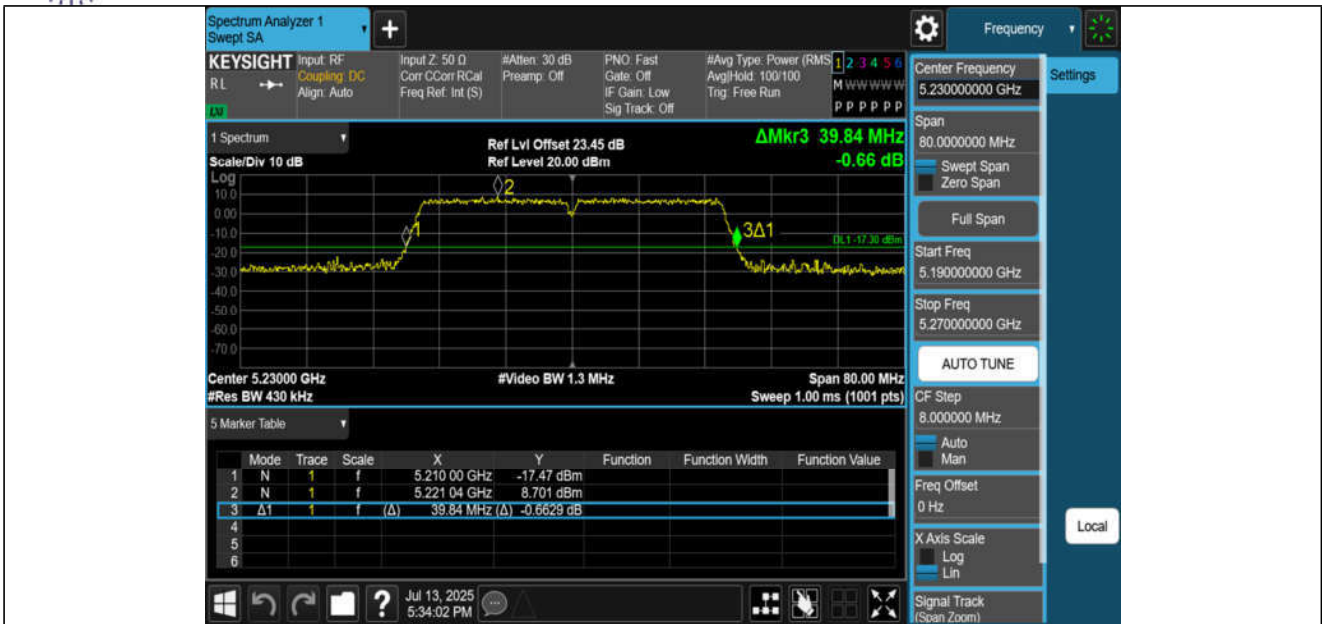 Spectrum Analyzer 1
Swept SA
+
Frequency
KEYSIGHT
RL
LV
Input: RF
Coupling: DC
Align: Auto
Input Z: 50 Ω
Corr CCorr RCal
Freq Ref: Int (S)
#Atten: 30 dB
Preamp: Off
PNO: Fast
Gate: Off
IF Gain: Low
Sig Track: Off
#Avg Type: Power (RMS
Avg|Hold: 100/100
Trig: Free Run
1 2 3 4 5 6
M W W W W W
P P P P P P
1 Spectrum
Scale/Div 10 dB
Log
Ref Lvl Offset 23.45 dB
Ref Level 20.00 dBm
ΔMkr3 39.84 MHz
-0.66 dB
10.0
0.00
-10.0
-20.0
-30.0
-40.0
-50.0
-60.0
-70.0
1
2
3Δ1
DL1 -17.30 dBm
Center 5.23000 GHz
#Video BW 1.3 MHz
Span 80.00 MHz
#Res BW 430 kHz
Sweep 1.00 ms (1001 pts)
5 Marker Table
Mode Trace Scale X Y Function Function Width Function Value
1 N 1 f 5.210 00 GHz -17.47 dBm
2 N 1 f 5.221 04 GHz 8.701 dBm
3 Δ1 1 f (Δ) 39.84 MHz (Δ) -0.6629 dB
4
5
6
?
Jul 13, 2025
5:34:02 PM
Center Frequency
5.230000000 GHz
Settings
Span
80.0000000 MHz
Swept Span
Zero Span
Full Span
Start Freq
5.190000000 GHz
Stop Freq
5.270000000 GHz
AUTO TUNE
CF Step
8.000000 MHz
Auto
Man
Freq Offset
0 Hz
X Axis Scale
Log
Lin
Local
Signal Track
(Span Zoom)